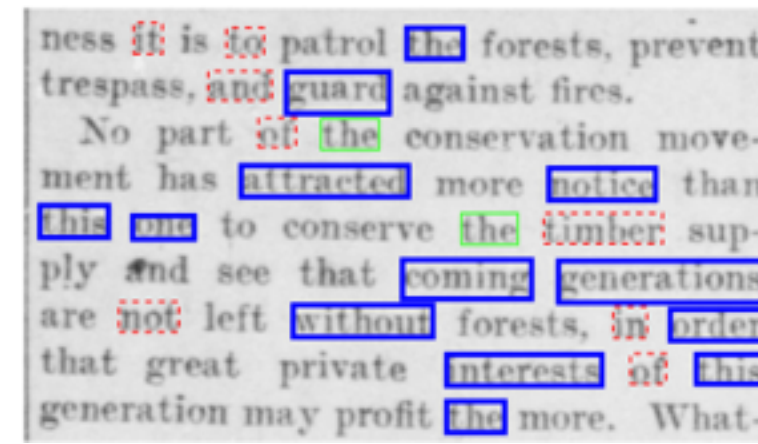 ness it is to patrol the forests, prevent
trespass, and guard against fires.
No part of the conservation move-
ment has attracted more notice than
this one to conserve the timber sup-
ply and see that coming generations
are not left without forests, in order
that great private interests of this
generation may profit the more. What-